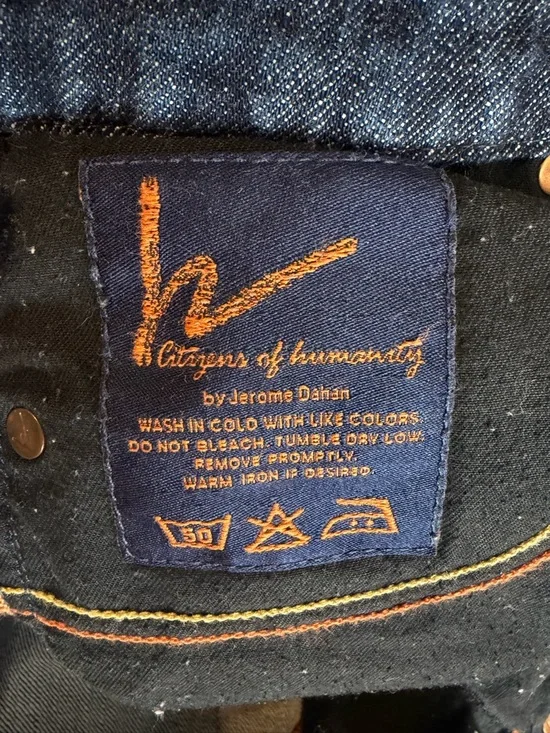 h
Citizens of humanity
by Jerome Dahan
WASH IN COLD WITH LIKE COLORS.
DO NOT BLEACH. TUMBLE DRY LOW.
REMOVE PROMPTLY.
WARM IRON IF DESIRED.
50